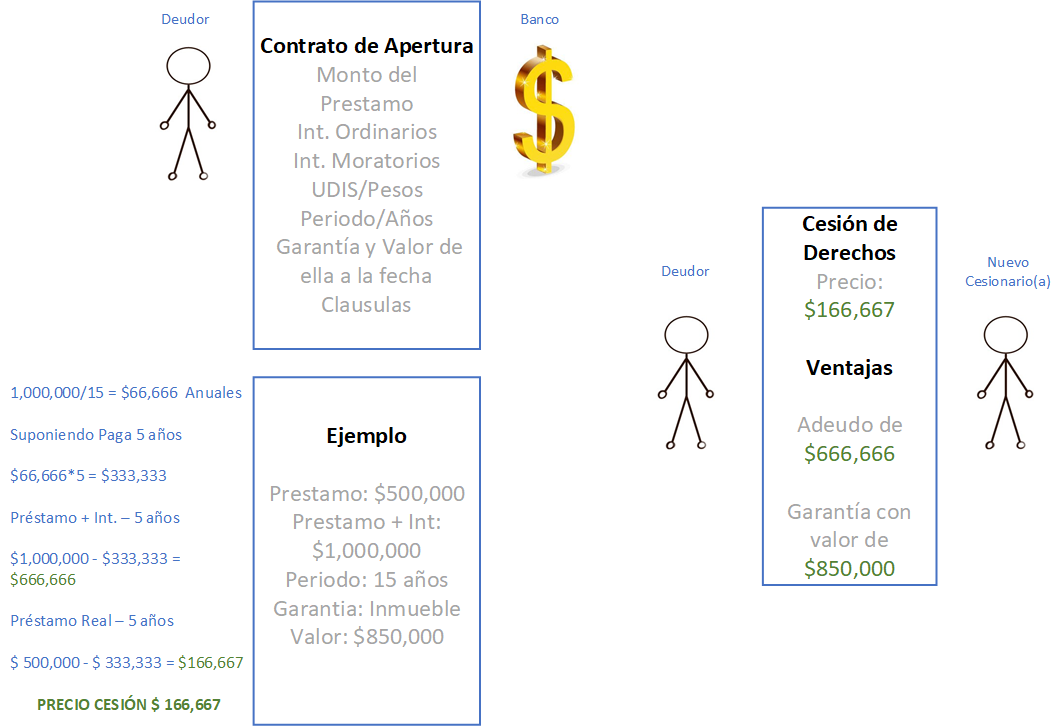 Deudor
Contrato de Apertura
Monto del
Prestamo
Int. Ordinarios
Int. Moratorios
UDIS/Pesos
Periodo/Años
Garantía y Valor de
ella a la fecha
Clausulas
Banco
1,000,000/15 = $66,666 Anuales
Suponiendo Paga 5 años
$66,666*5 = $333,333
Préstamo + Int. – 5 años
$1,000,000 - $333,333 =
$666,666
Préstamo Real – 5 años
$ 500,000 - $ 333,333 = $166,667
PRECIO CESIÓN $ 166,667
Ejemplo
Prestamo: $500,000
Prestamo + Int:
$1,000,000
Periodo: 15 años
Garantia: Inmueble
Valor: $850,000
Deudor
Cesión de
Derechos
Precio:
$166,667
Ventajas
Adeudo de
$666,666
Garantía con
valor de
$850,000
Nuevo
Cesionario(a)